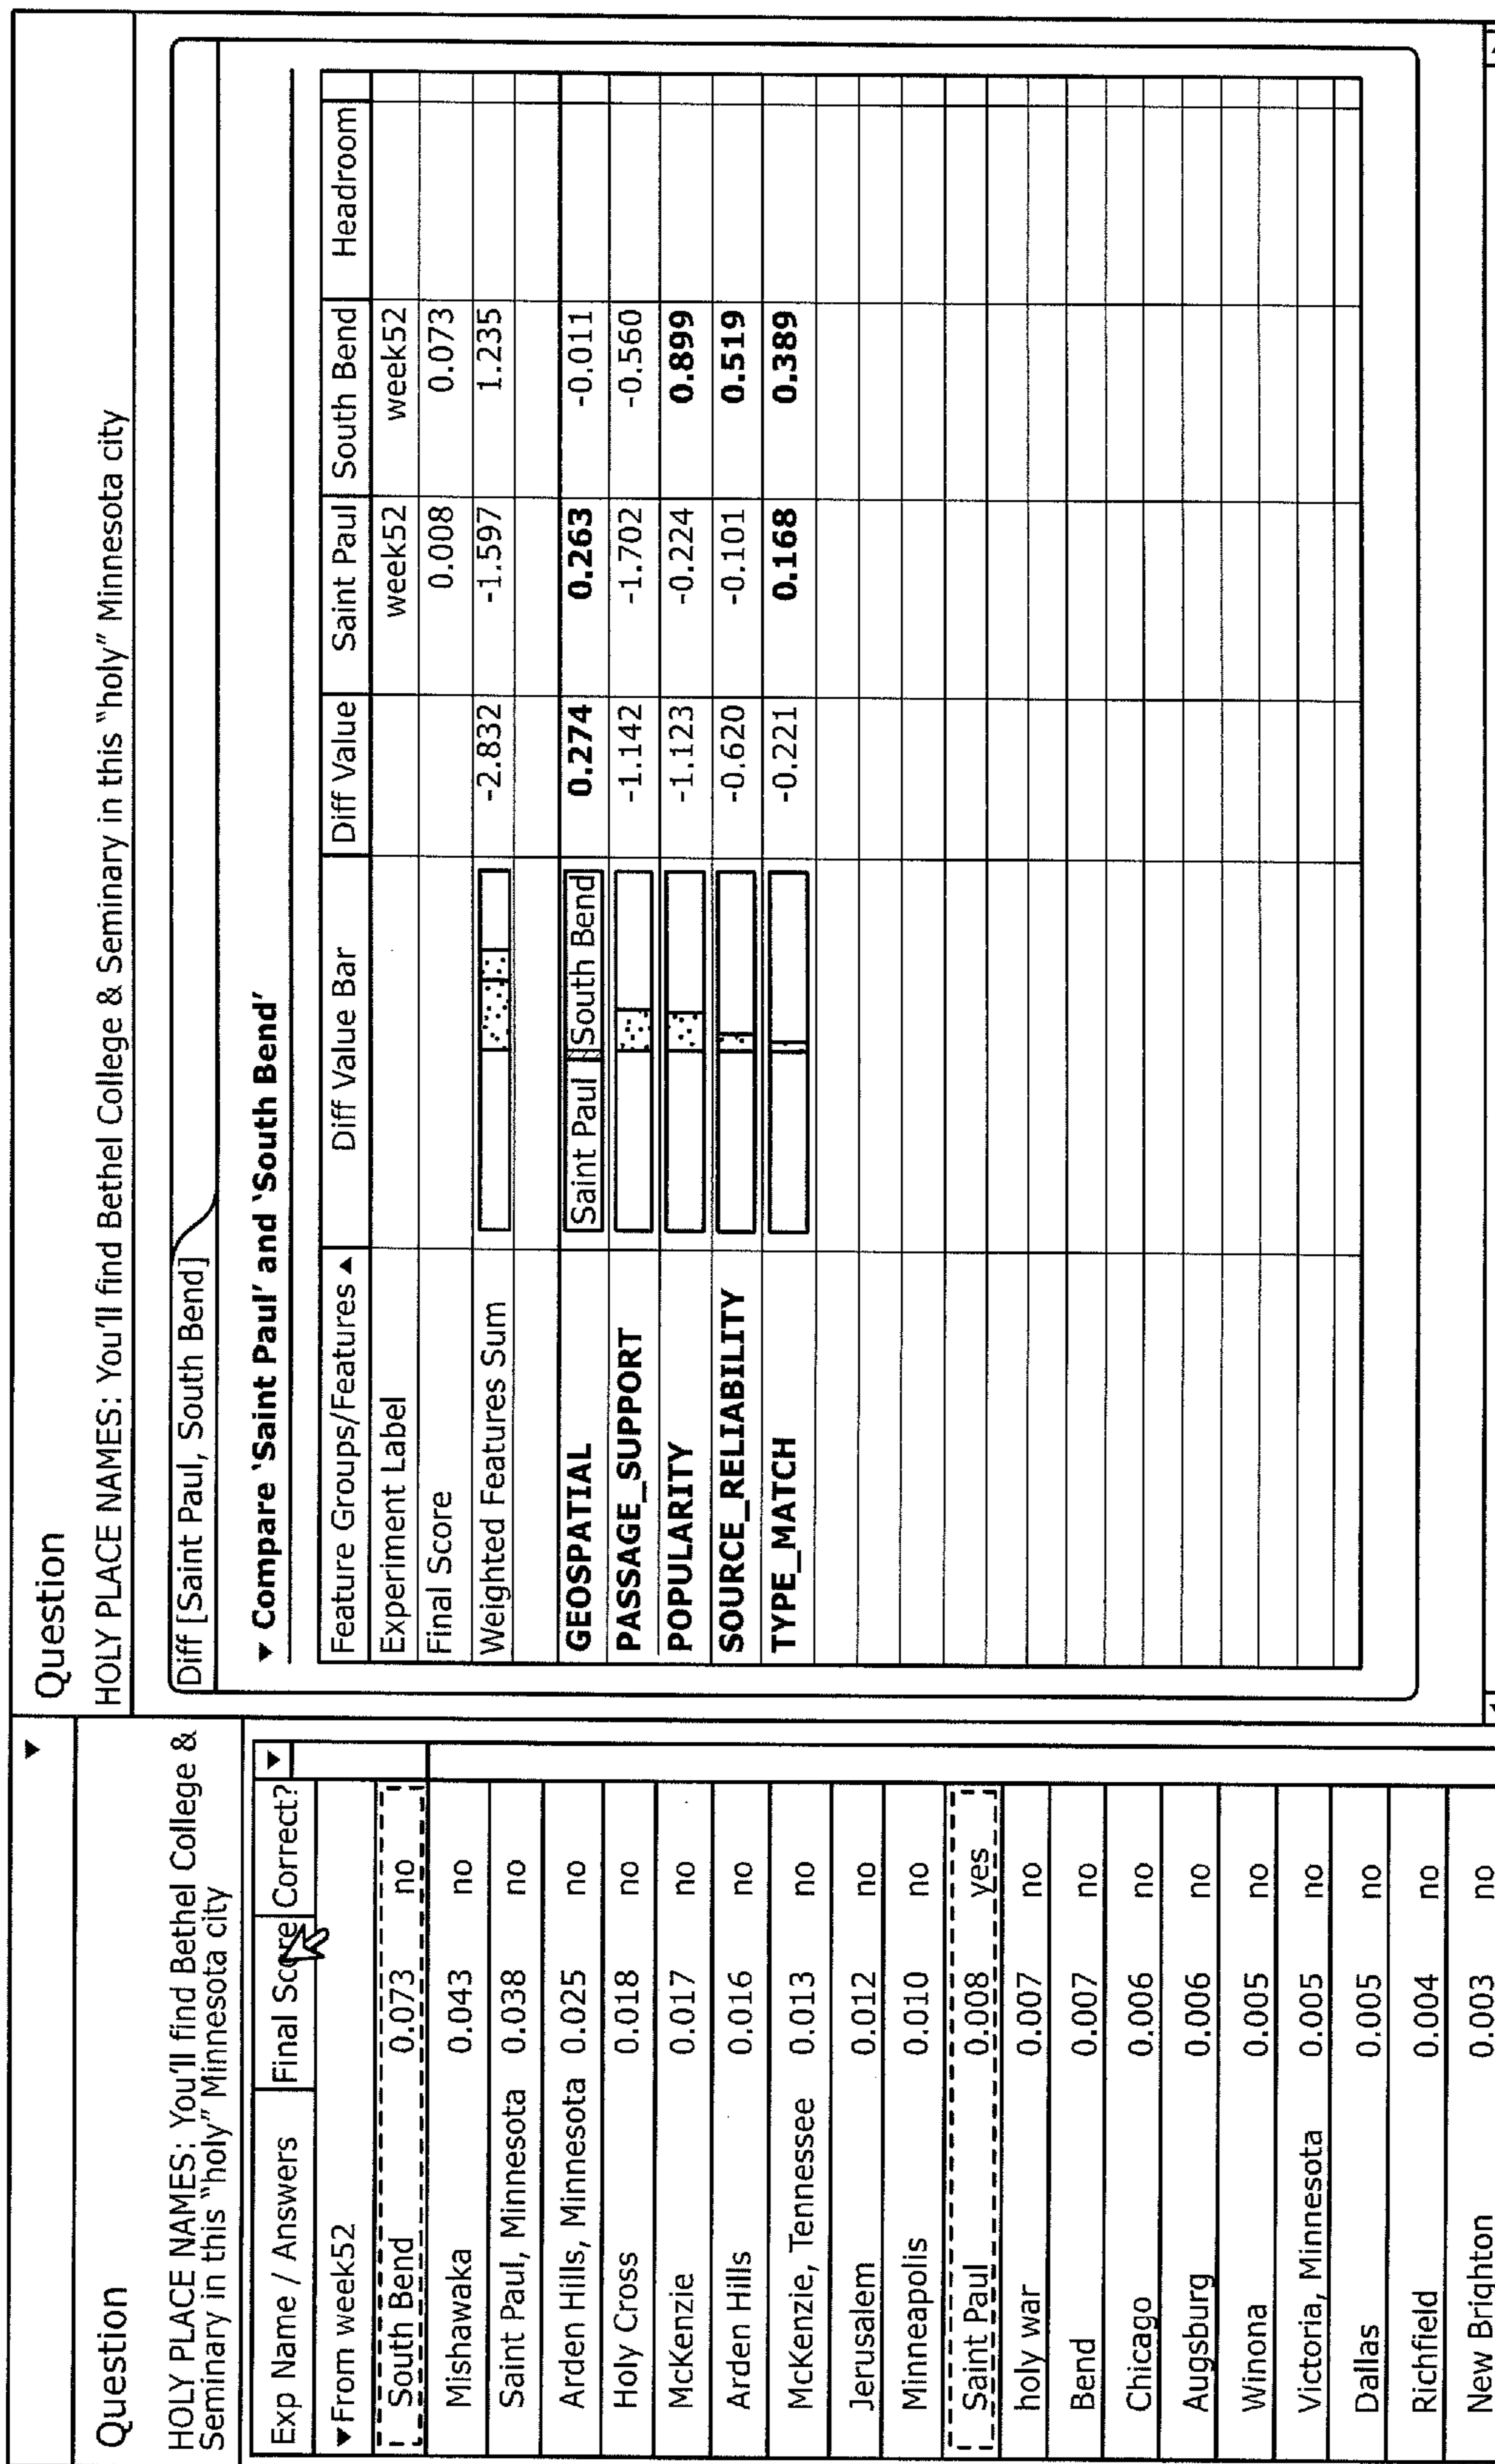 Question
HOLY PLACE NAMES: You'll find Bethel College &
Seminary in this "holy" Minnesota city
Exp Name / Answers Final Score Correct?
▼From week52
South Bend 0.073 no
Mishawaka 0.043 no
Saint Paul, Minnesota 0.038 no
Arden Hills, Minnesota 0.025 no
Holy Cross 0.018 no
McKenzie 0.017 no
Arden Hills 0.016 no
McKenzie, Tennessee 0.013 no
Jerusalem 0.012 no
Minneapolis 0.010 no
Saint Paul 0.008 yes
holy war 0.007 no
Bend 0.007 no
Chicago 0.006 no
Augsburg 0.006 no
Winona 0.005 no
Victoria, Minnesota 0.005 no
Dallas 0.005 no
Richfield 0.004 no
New Brighton 0.003 no
Question
HOLY PLACE NAMES: You'll find Bethel College & Seminary in this "holy" Minnesota city
Diff [Saint Paul, South Bend]
▼ Compare 'Saint Paul' and 'South Bend'
Feature Groups/Features ▲ Diff Value Bar Diff Value Saint Paul South Bend Headroom
Experiment Label week52 week52
Final Score 0.008 0.073
Weighted Features Sum -2.832 -1.597 1.235
GEOSPATIAL Saint Paul South Bend 0.274 0.263 -0.011
PASSAGE_SUPPORT -1.142 -1.702 -0.560
POPULARITY -1.123 -0.224 0.899
SOURCE_RELIABILITY -0.620 -0.101 0.519
TYPE_MATCH -0.221 0.168 0.389